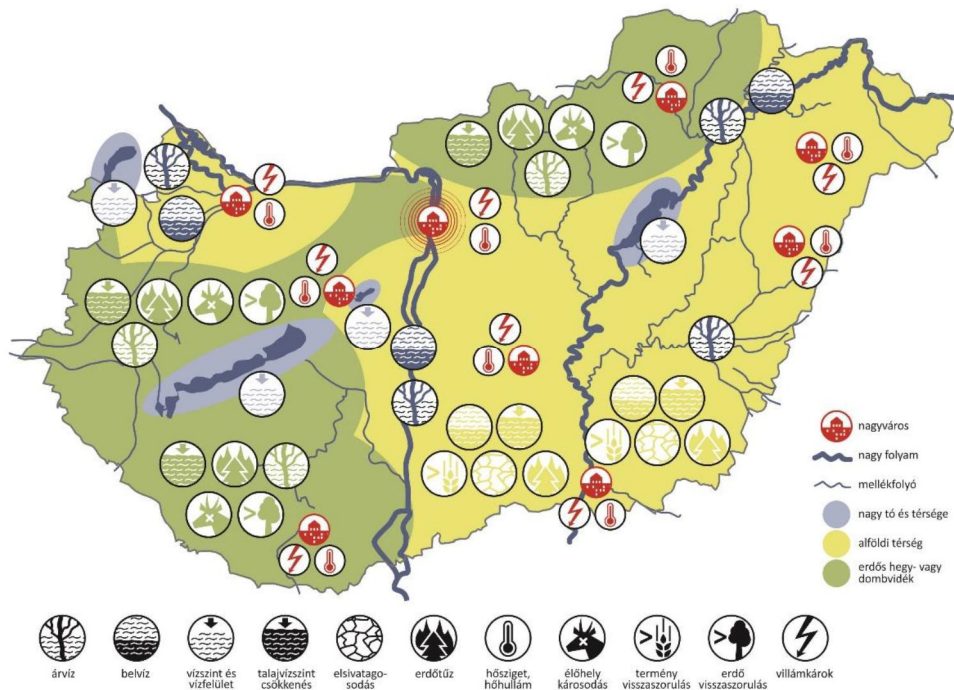 nagyváros
nagy folyam
mellékfolyó
nagy tó és térsége
alföldi térség
erdős hegy- vagy
dombvidék
árvíz
belvíz
vízszint és
vízfelület
talajvízszint
csökkenés
elsivatago-
sodás
erdőtűz
hősziget,
hőhullám
élőhely
károsodás
termény
visszaszorulás
erdő
visszaszorulás
villámkárok